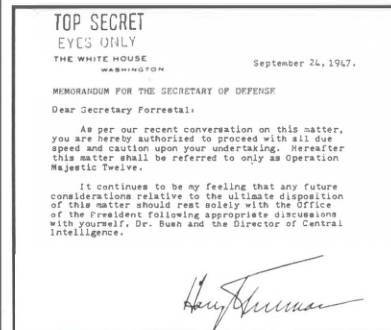 TOP SECRET
EYES ONLY
THE WHITE HOUSE
WASHINGTON
September 24, 1947.
MEMORANDUM FOR THE SECRETARY OF DEFENSE
Dear Secretary Forrestal:
As per our recent conversation on this matter,
you are hereby authorized to proceed with all due
speed and caution upon your undertaking. Hereafter
this matter shall be referred to only as Operation
Majestic Twelve.
It continues to be my feeling that any future
considerations relative to the ultimate disposition
of this matter should rest solely with the Office
of the President following appropriate discussions
with yourself, Dr. Bush and the Director of Central
Intelligence.
Harry Truman